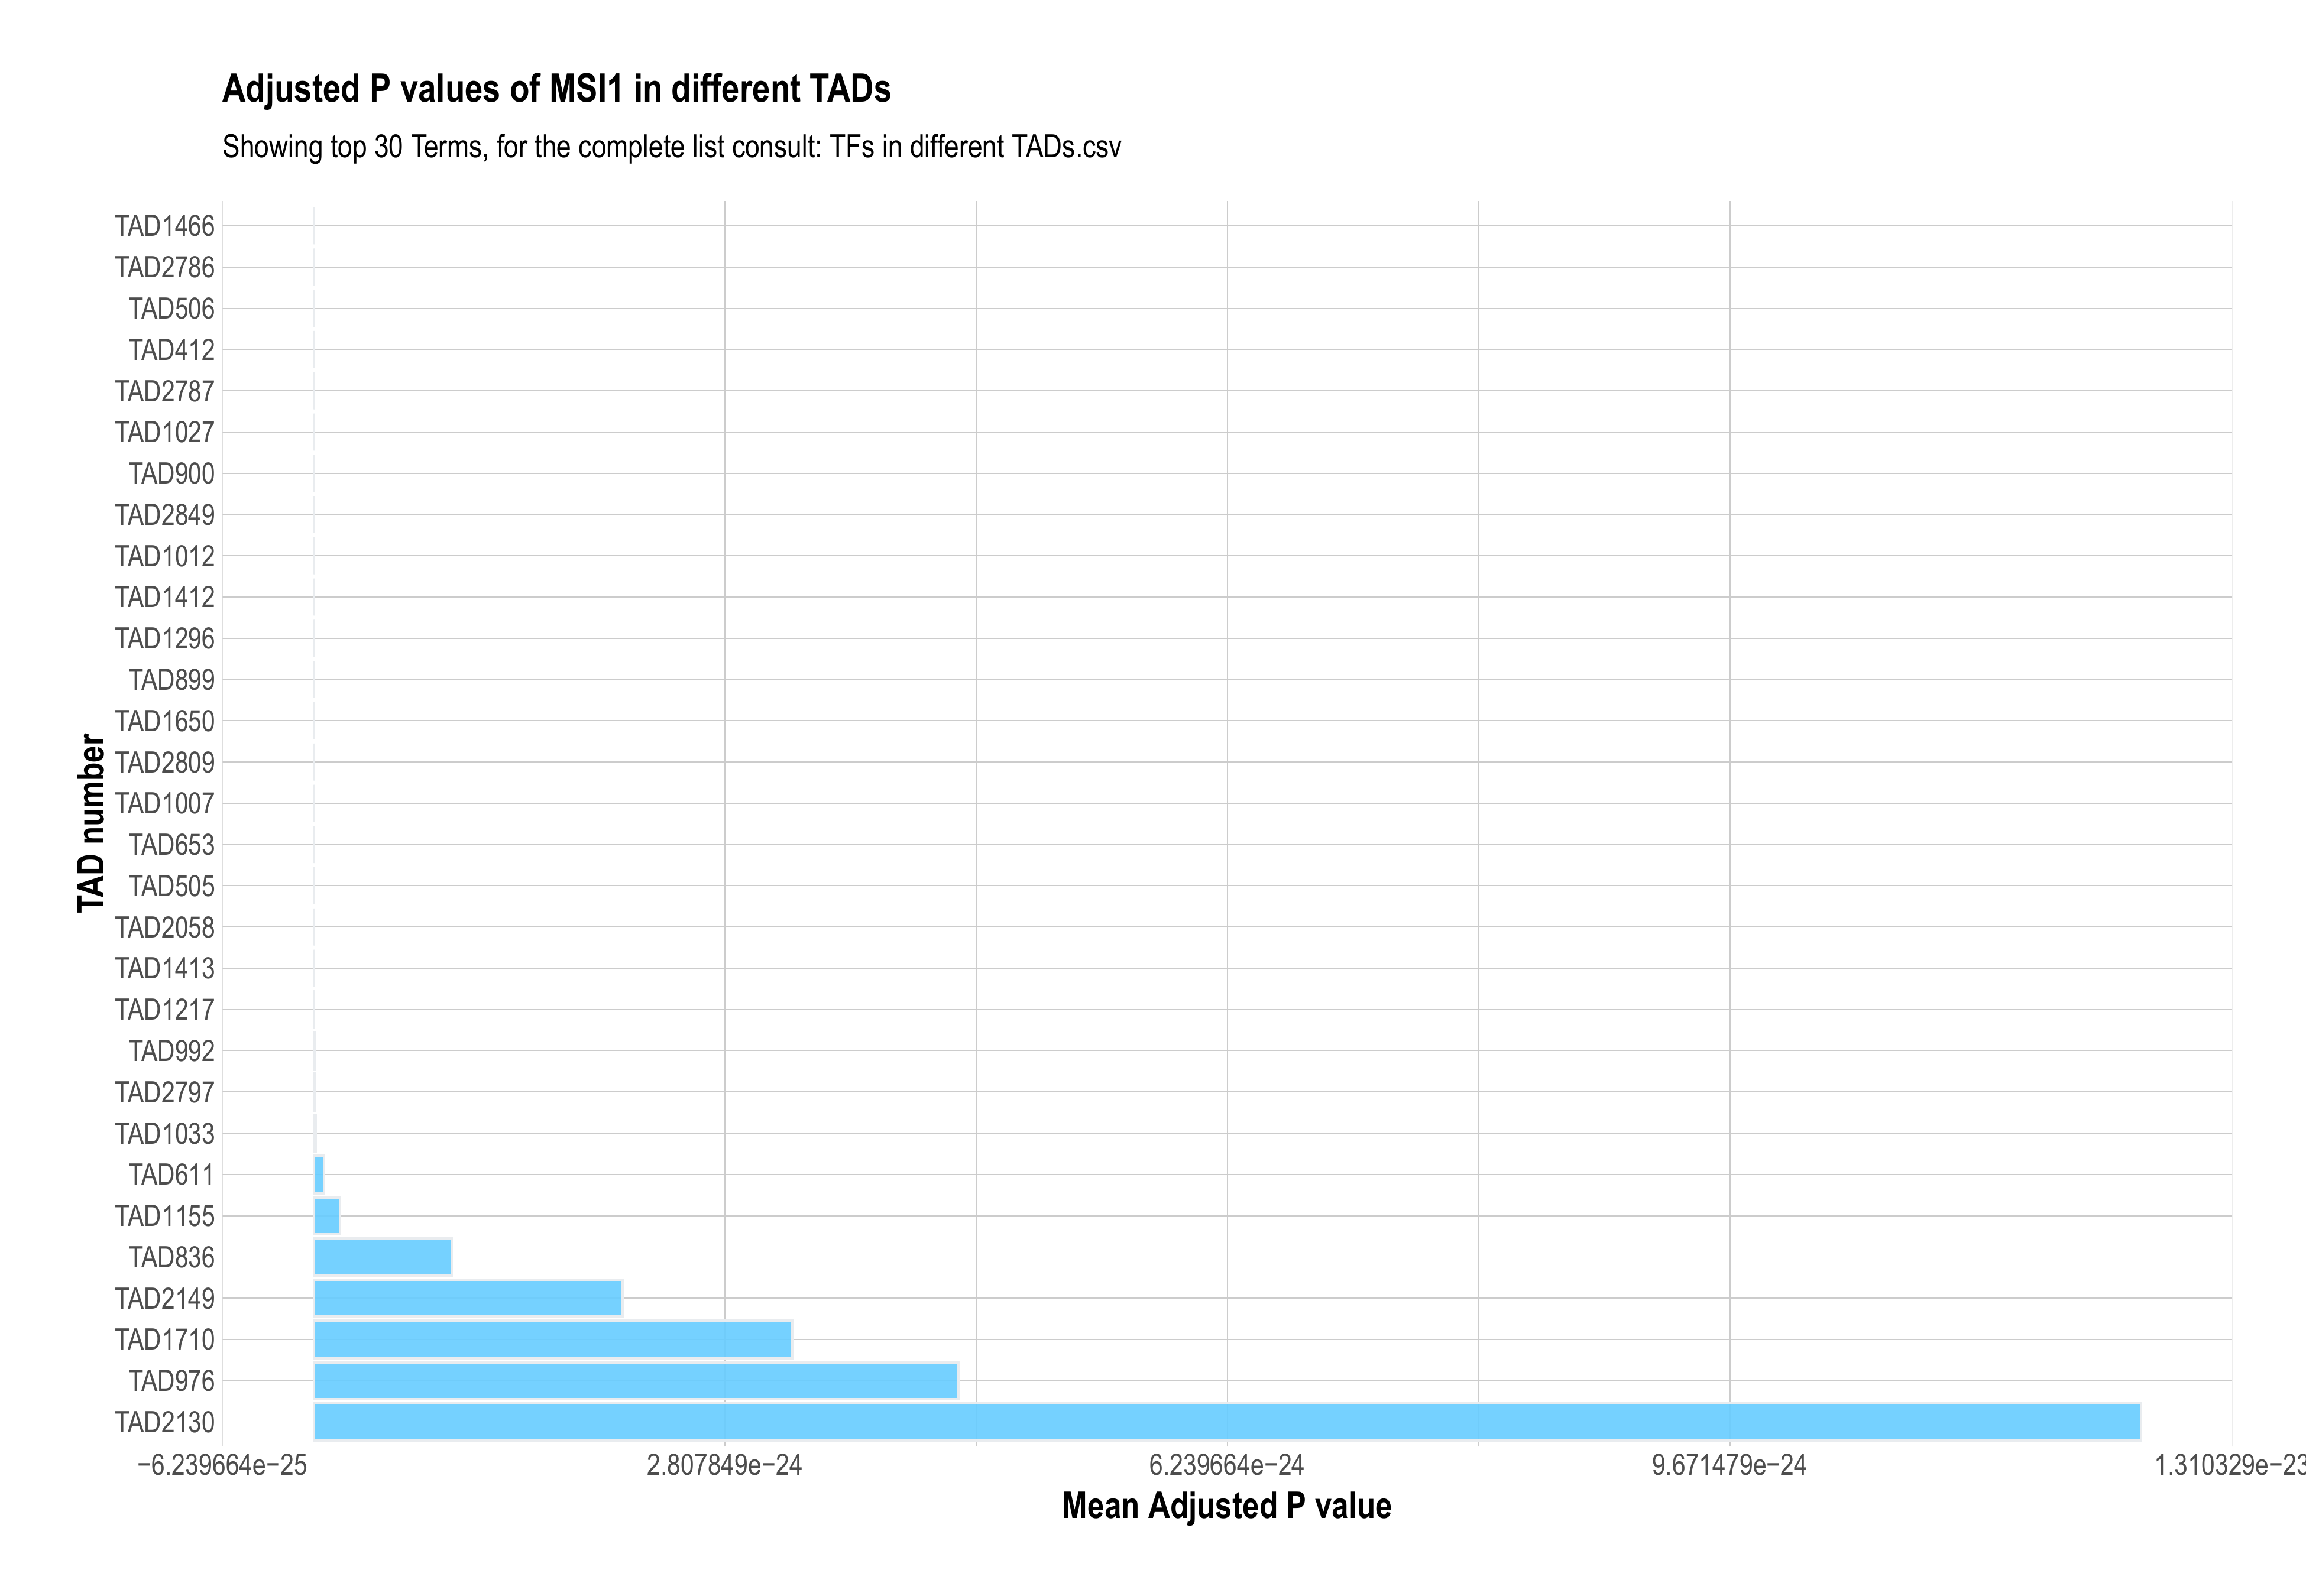 Adjusted P values of MSI1 in different TADs
Showing top 30 Terms, for the complete list consult: TFs in different TADs.csv
TAD1466
TAD2786
TAD506
TAD412
TAD2787
TAD1027
TAD900
TAD2849
TAD1012
TAD1412
TAD1296
TAD899
TAD1650
TAD2809
TAD1007
TAD653
TAD505
TAD2058
TAD1413
TAD1217
TAD992
TAD2797
TAD1033
TAD611
TAD1155
TAD836
TAD2149
TAD1710
TAD976
TAD2130
TAD number
−6.239664e−25 2.807849e−24 6.239664e−24 9.671479e−24 1.310329e−23
Mean Adjusted P value